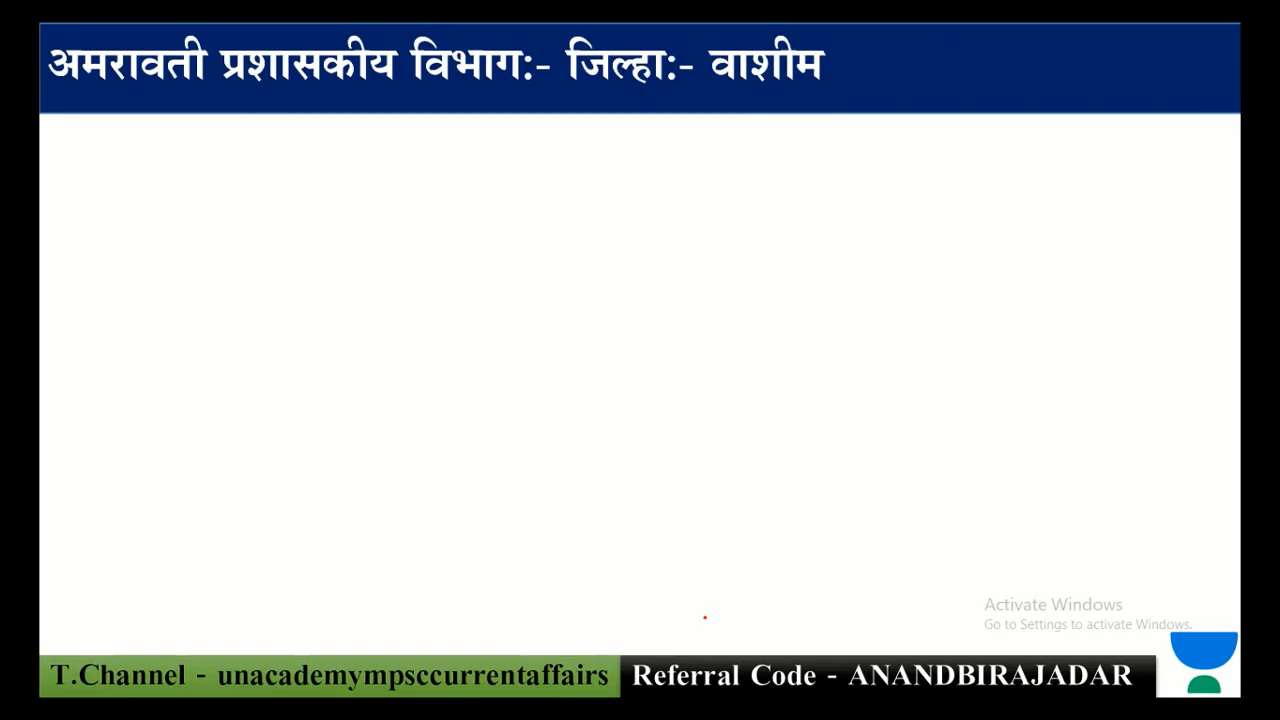 अमरावती प्रशासकीय विभाग:- जिल्हा:- वाशीम
Activate Windows
Go to Settings to activate Windows.
T.Channel - unacademympsccurrentaffairs Referral Code - ANANDBIRAJADAR